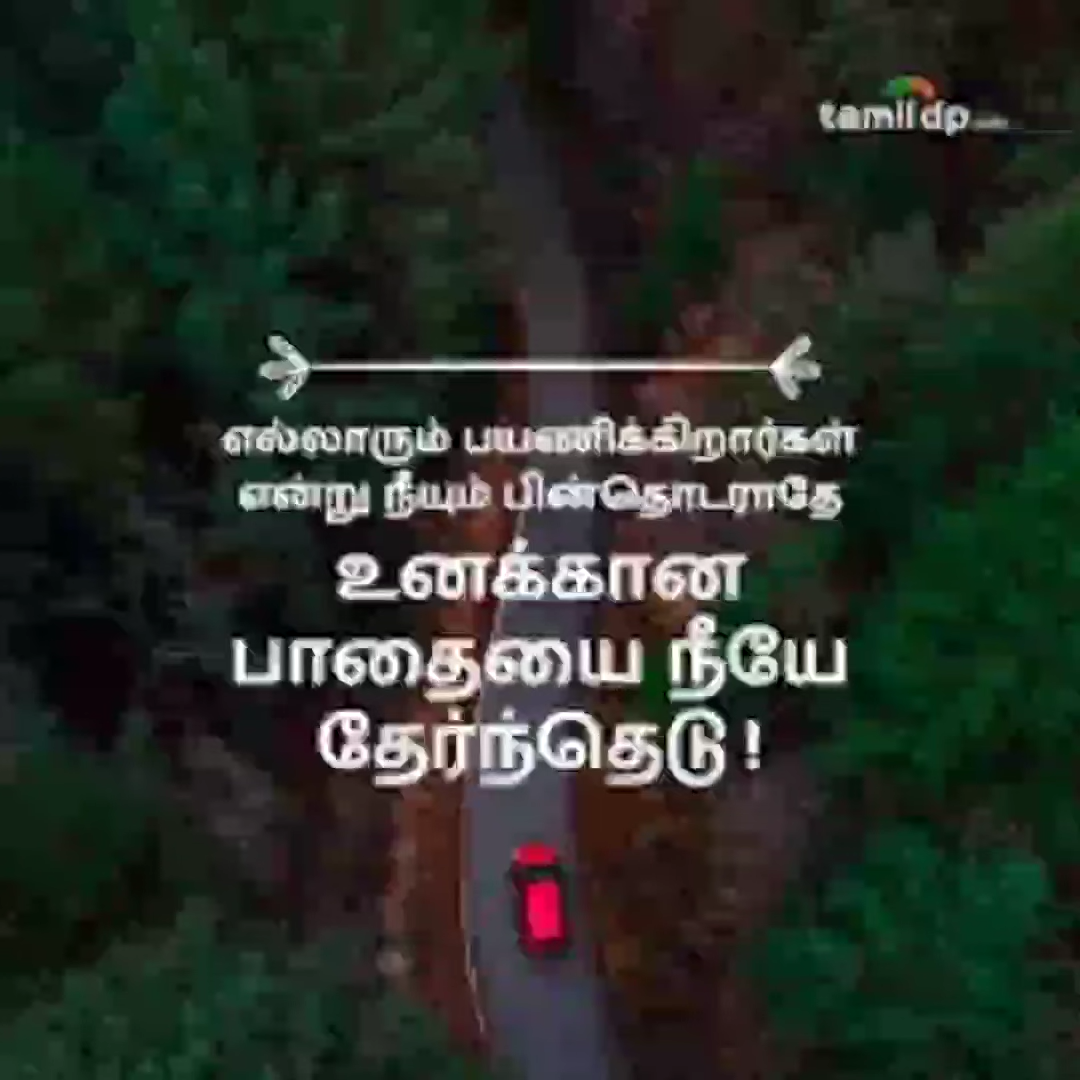 tamil dp
எல்லாரும் பயணிக்கிறார்கள்
என்று நீயும் பின்தொடராதே
உனக்கான
பாதையை நீயே
தேர்ந்தெடு!